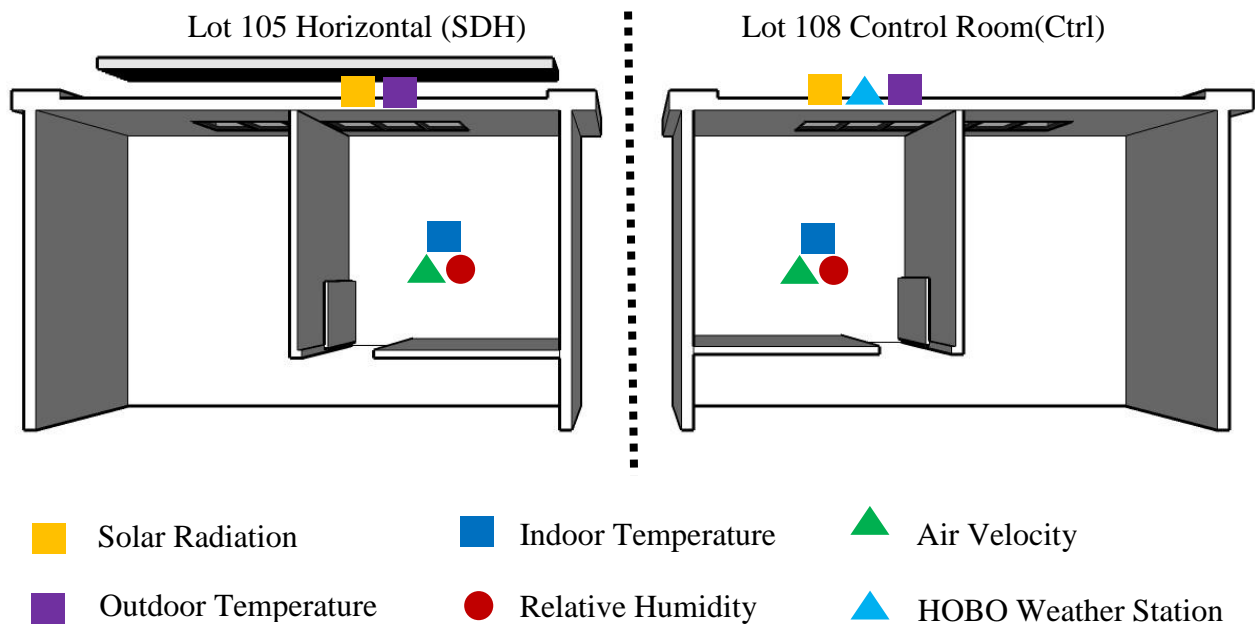 Lot 105 Horizontal (SDH)
Lot 108 Control Room(Ctrl)
Solar Radiation
Indoor Temperature
Air Velocity
Outdoor Temperature
Relative Humidity
HOBO Weather Station